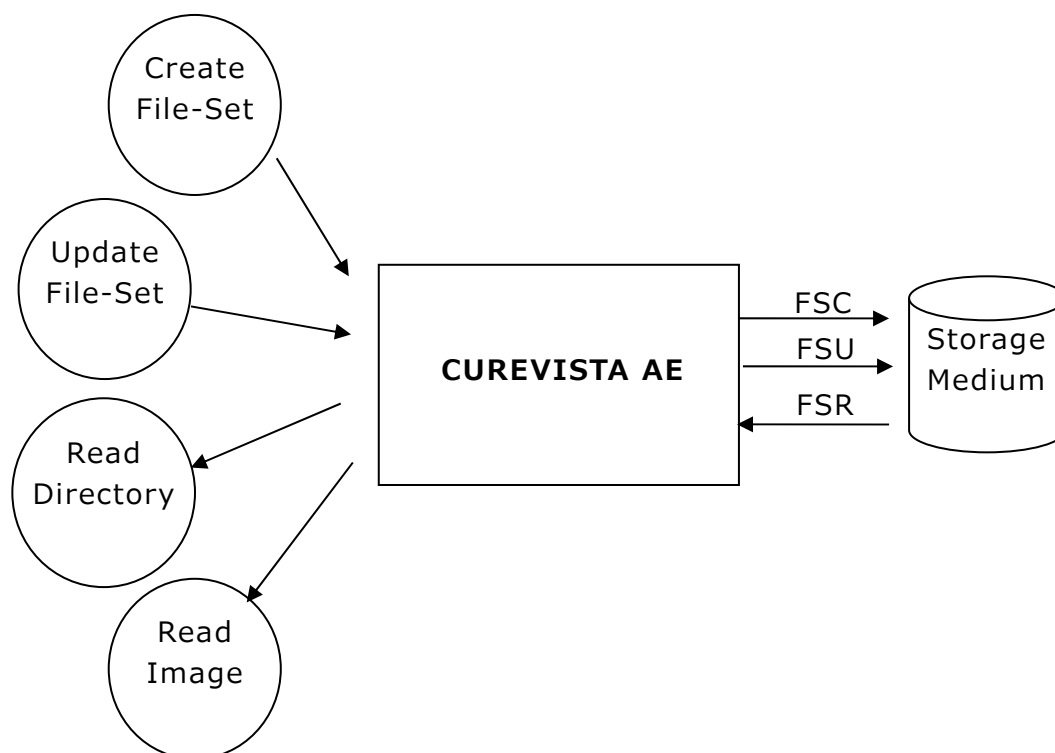 Create
File-Set
Update
File-Set
Read
Directory
Read
Image
CUREVISTA AE
FSC
FSU
FSR
Storage
Medium